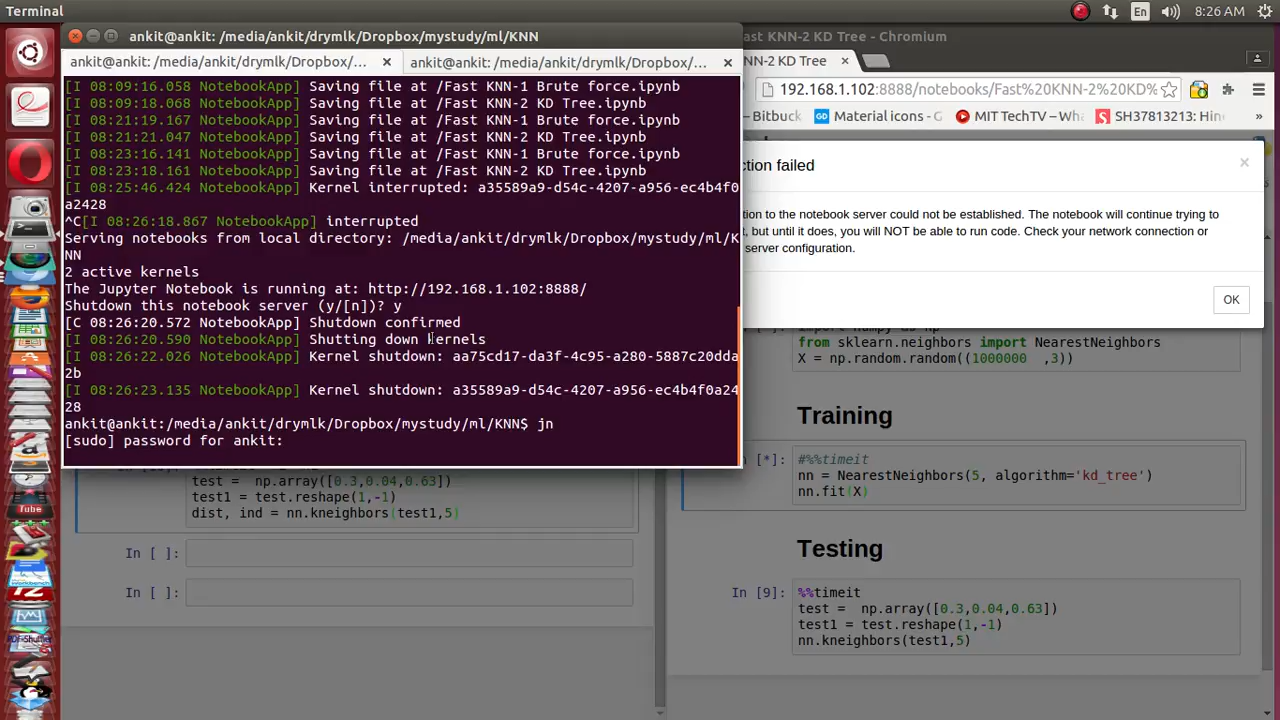 Terminal
En
8:26 AM
ankit@ankit: /media/ankit/drymlk/Dropbox/mystudy/ml/KNN
ankit@ankit: /media/ankit/drymlk/Dropbox/...
ankit@ankit: /media/ankit/drymlk/Dropbox/...
[I 08:09:16.058 NotebookApp] Saving file at /Fast KNN-1 Brute force.ipynb
[I 08:09:18.068 NotebookApp] Saving file at /Fast KNN-2 KD Tree.ipynb
[I 08:21:19.167 NotebookApp] Saving file at /Fast KNN-1 Brute force.ipynb
[I 08:21:21.047 NotebookApp] Saving file at /Fast KNN-2 KD Tree.ipynb
[I 08:23:16.141 NotebookApp] Saving file at /Fast KNN-1 Brute force.ipynb
[I 08:23:18.161 NotebookApp] Saving file at /Fast KNN-2 KD Tree.ipynb
[I 08:25:46.424 NotebookApp] Kernel interrupted: a35589a9-d54c-4207-a956-ec4b4f0
a2428
^C[I 08:26:18.867 NotebookApp] interrupted
Serving notebooks from local directory: /media/ankit/drymlk/Dropbox/mystudy/ml/K
NN
2 active kernels
The Jupyter Notebook is running at: http://192.168.1.102:8888/
Shutdown this notebook server (y/[n])? y
[C 08:26:20.572 NotebookApp] Shutdown confirmed
[I 08:26:20.590 NotebookApp] Shutting down kernels
[I 08:26:22.026 NotebookApp] Kernel shutdown: aa75cd17-da3f-4c95-a280-5887c20dda
2b
[I 08:26:23.135 NotebookApp] Kernel shutdown: a35589a9-d54c-4207-a956-ec4b4f0a24
28
ankit@ankit:/media/ankit/drymlk/Dropbox/mystudy/ml/KNN$ jn
[sudo] password for ankit:
test = np.array([0.3,0.04,0.63])
test1 = test.reshape(1,-1)
dist, ind = nn.kneighbors(test1,5)
In [ ]:
In [ ]:
ast KNN-2 KD Tree - Chromium
NN-2 KD Tree
192.168.1.102:8888/notebooks/Fast%20KNN-2%20KD%
– Bitbuck
GD Material icons - G
MIT TechTV – Wha
SH37813213: Hin
»
ction failed
×
tion to the notebook server could not be established. The notebook will continue trying to
t, but until it does, you will NOT be able to run code. Check your network connection or
server configuration.
OK
import numpy as np
from sklearn.neighbors import NearestNeighbors
X = np.random.random((1000000 ,3))
Training
[*]:
#%%timeit
nn = NearestNeighbors(5, algorithm='kd_tree')
nn.fit(X)
Testing
In [9]:
%%timeit
test = np.array([0.3,0.04,0.63])
test1 = test.reshape(1,-1)
nn.kneighbors(test1,5)
Tube